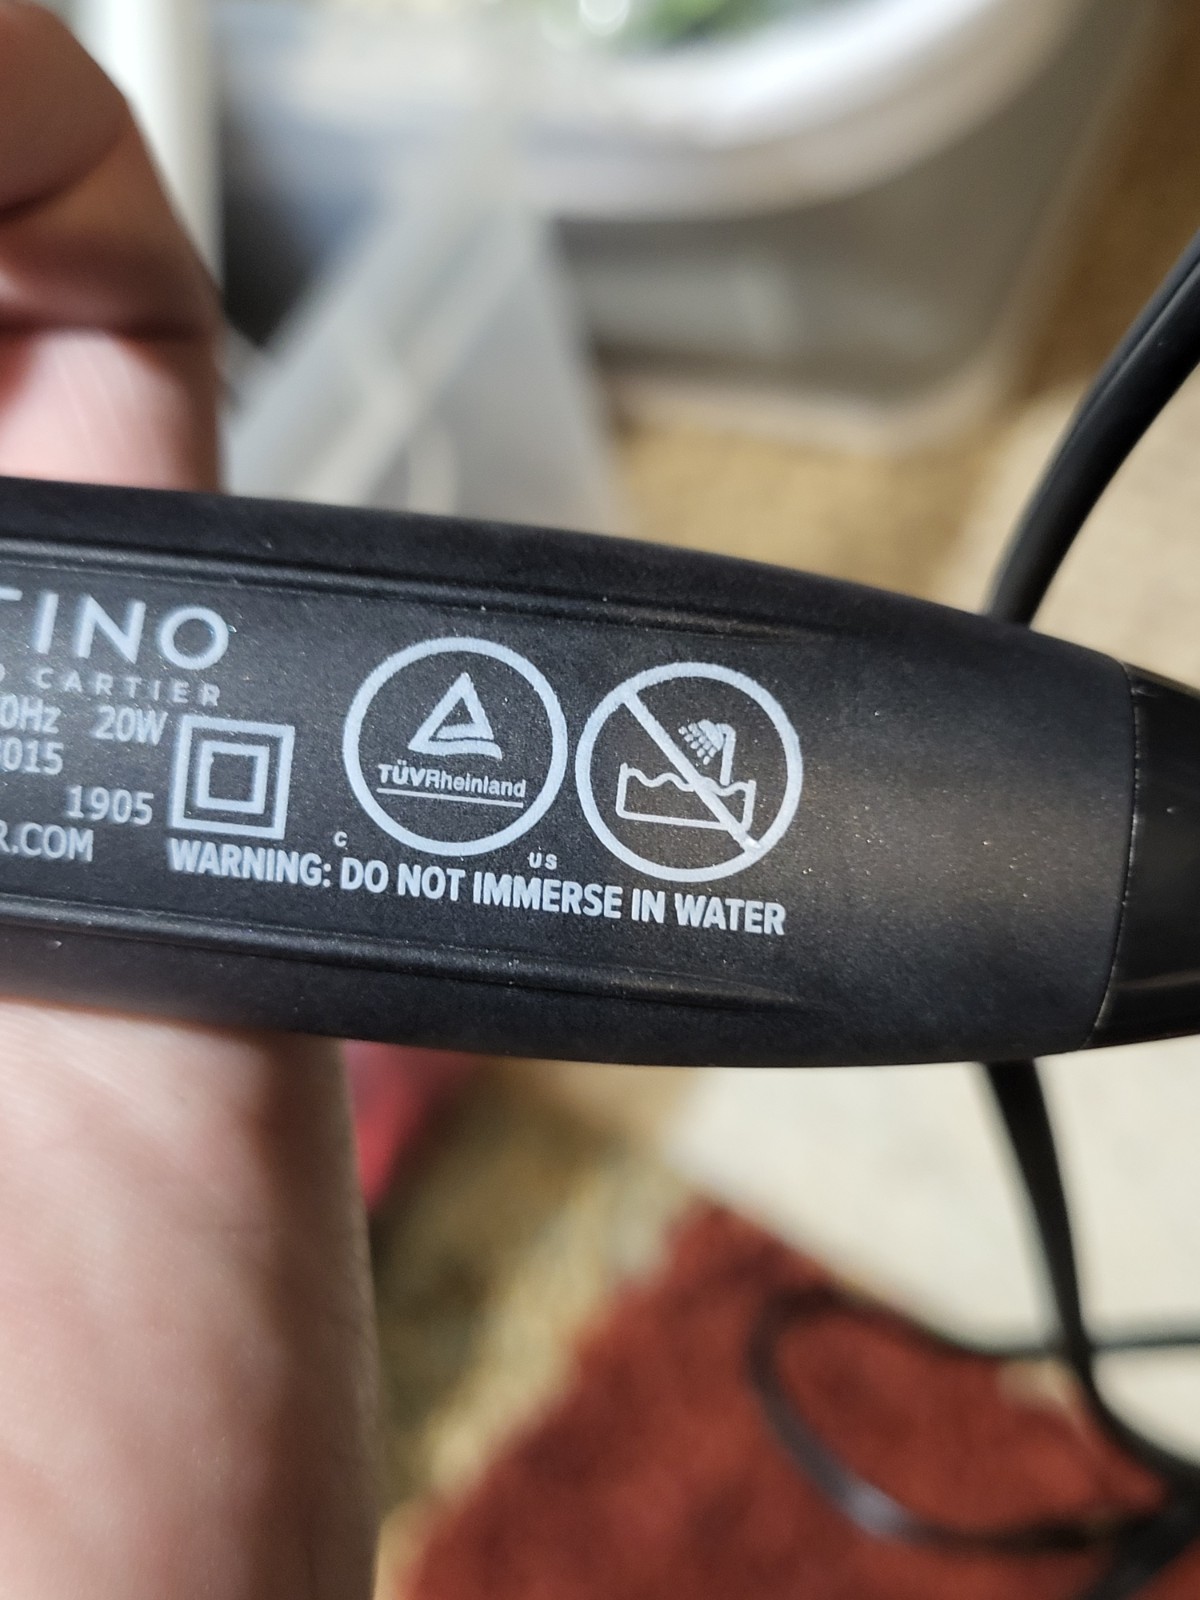 TINO
CARTIER
0Hz 20W
015
1905
R.COM
TÜVRheinland
C
US
WARNING: DO NOT IMMERSE IN WATER